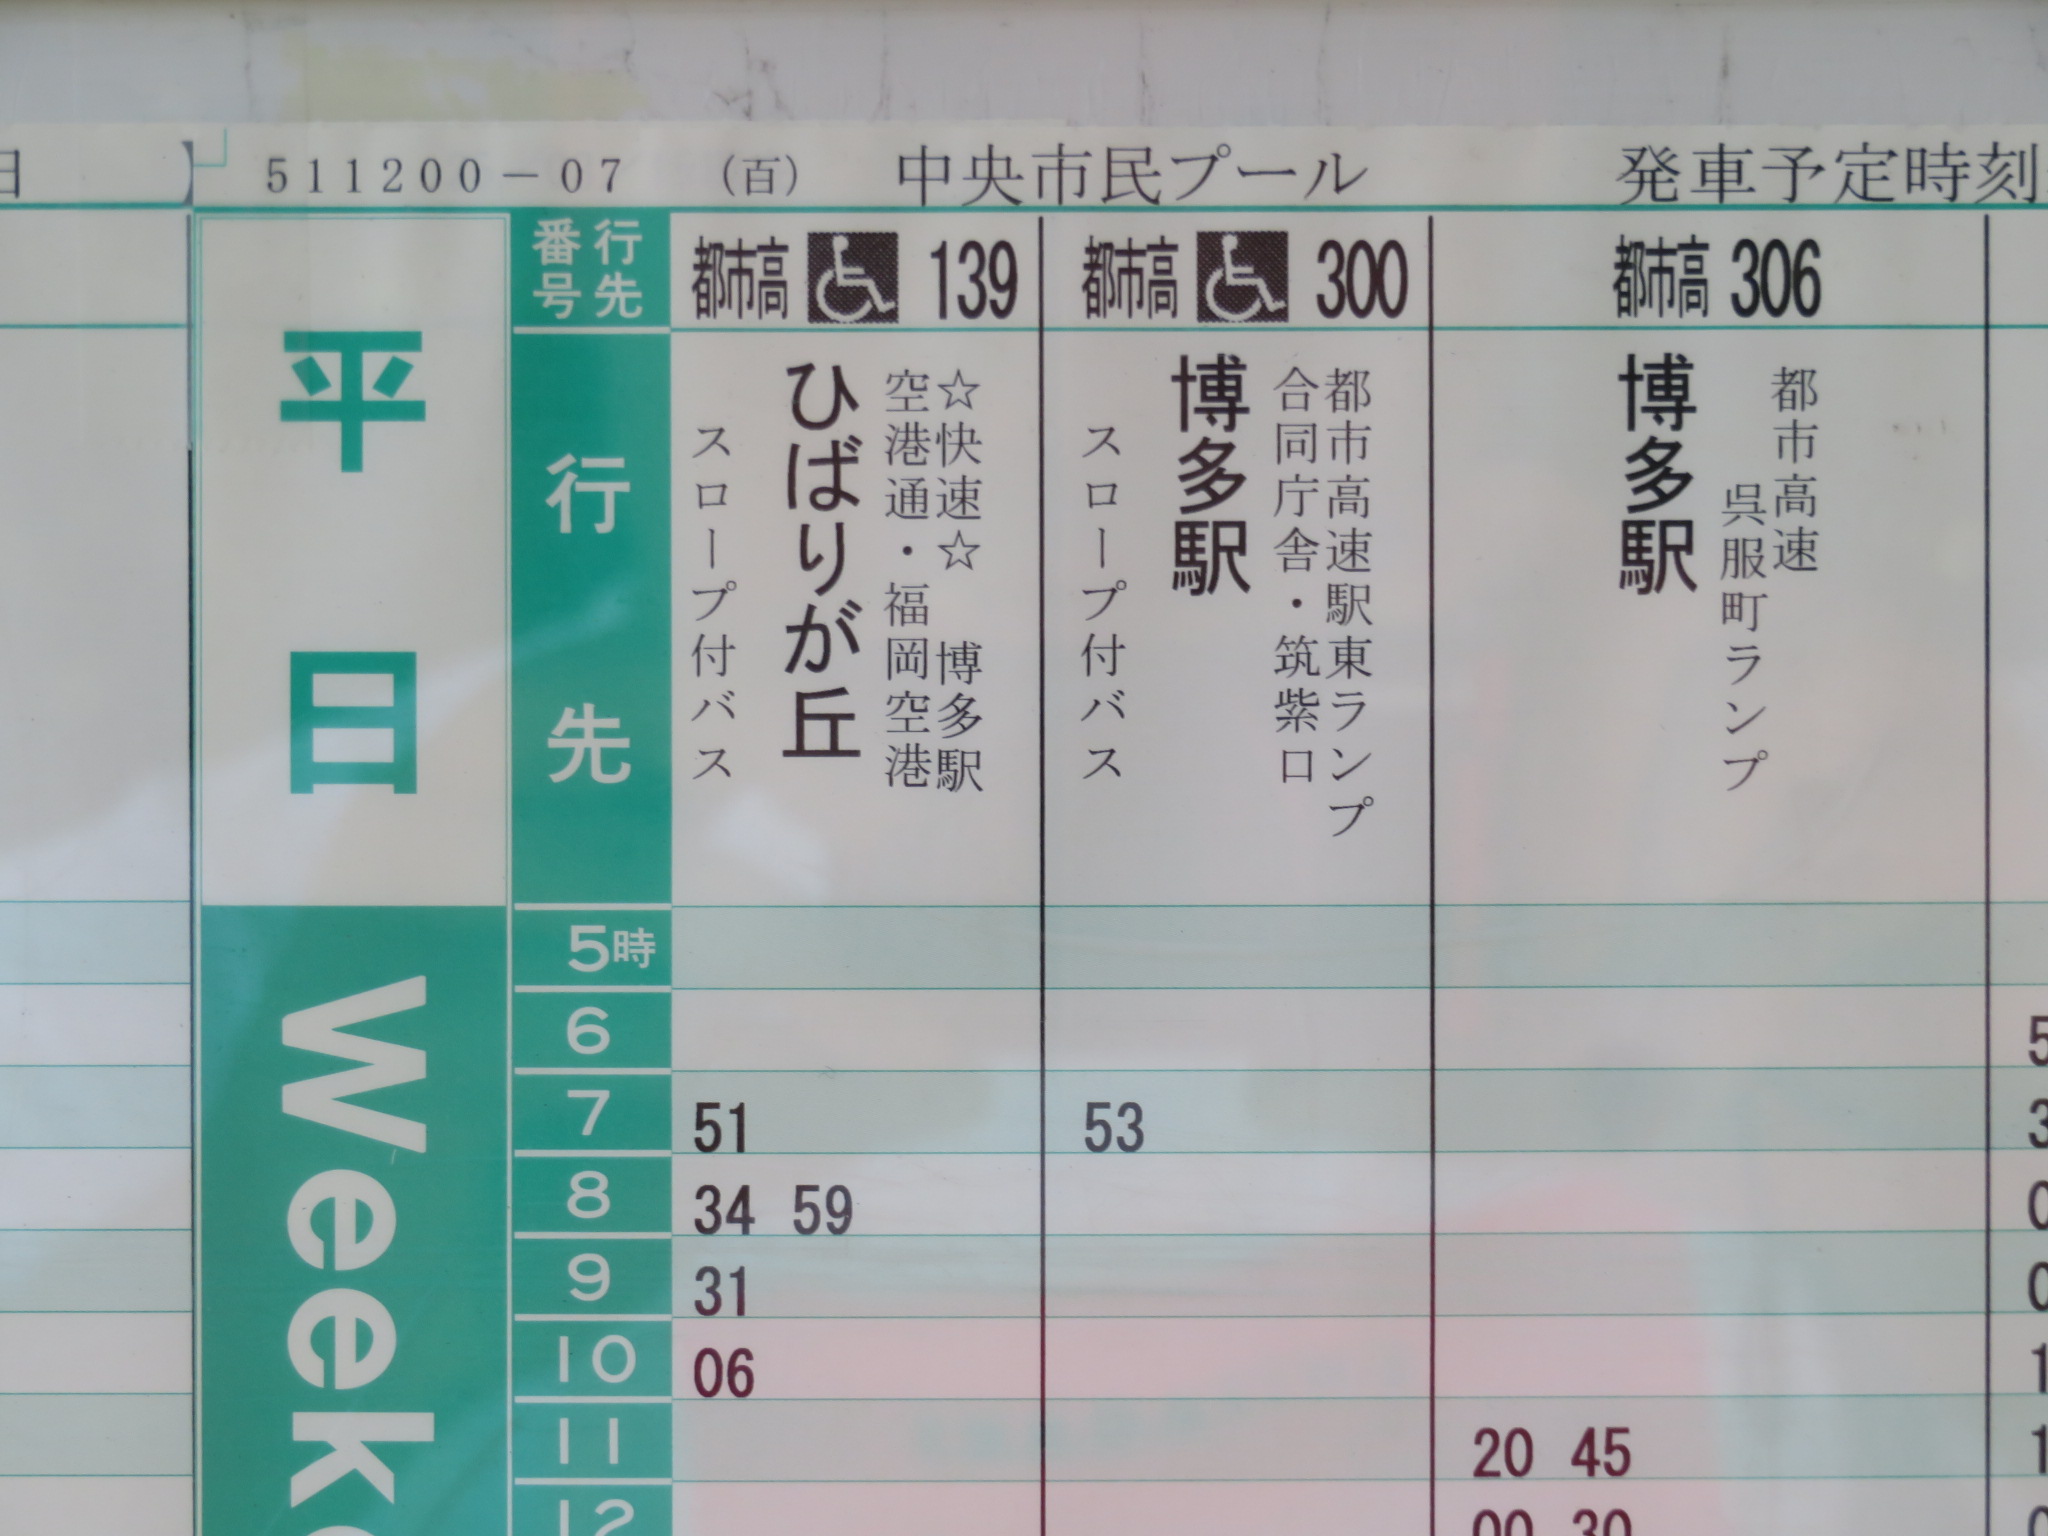 日 】
511200-07 (百) 中央市民プール 発車予定時刻
平日
Week
行先番号
行先
都市高 139
☆快速☆ 博多駅
空港通・福岡空港
ひばりが丘
スロープ付バス
都市高 300
都市高速駅東ランプ
合同庁舎・筑紫口
博多駅
スロープ付バス
都市高 306
都市高速
呉服町ランプ
博多駅
5時
6
7 51 53
8 34 59
9 31
10 06
11 20 45
12 00 30